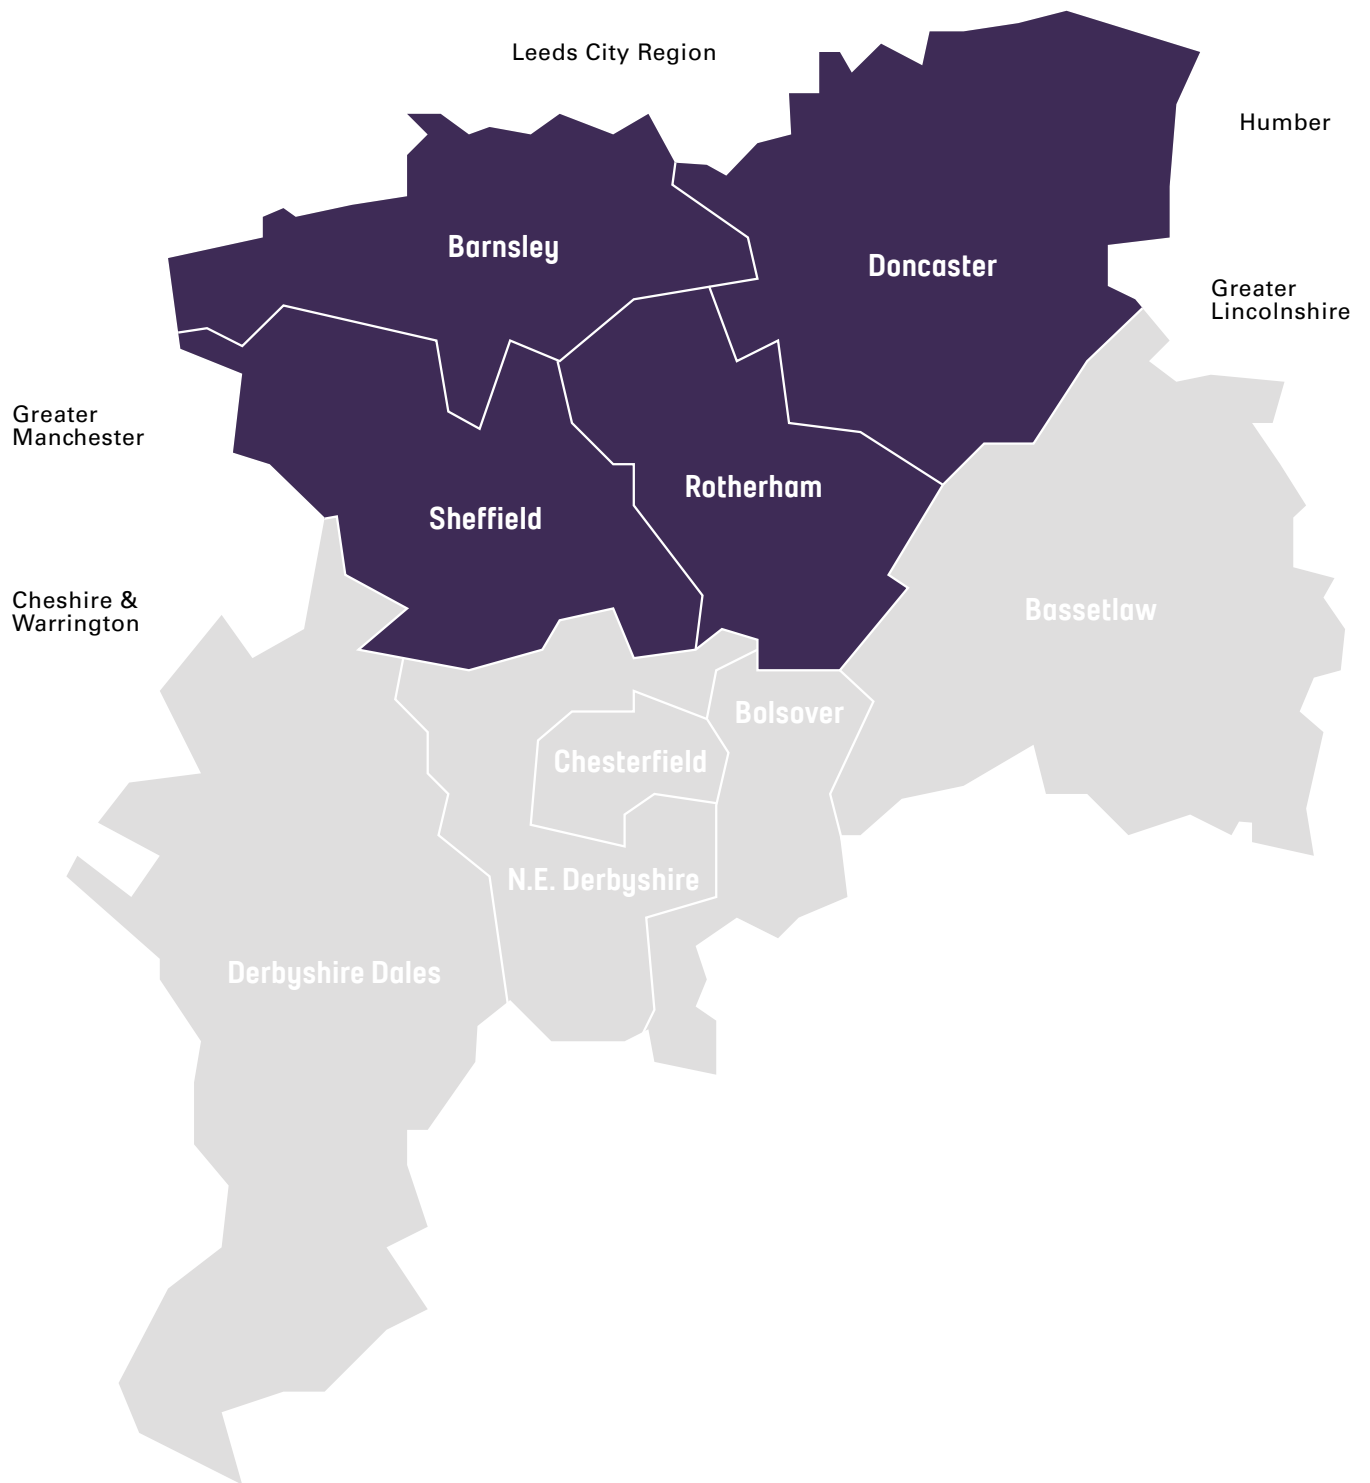 Leeds City Region
Humber
Barnsley
Doncaster
Greater
Lincolnshire
Greater
Manchester
Rotherham
Sheffield
Cheshire &
Warrington
Bassetlaw
Bolsover
Chesterfield
N.E. Derbyshire
Derbyshire Dales